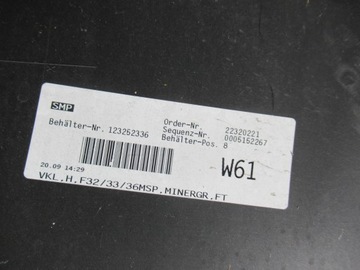 SMP
Order-Nr. 22320221
Behälter-Nr. 123252336 Sequenz-Nr. 0005152267
Behälter-Pos. 8
W61
20.09 14:29
VKL.H.F32/33/36MSP.MINERGR.FT